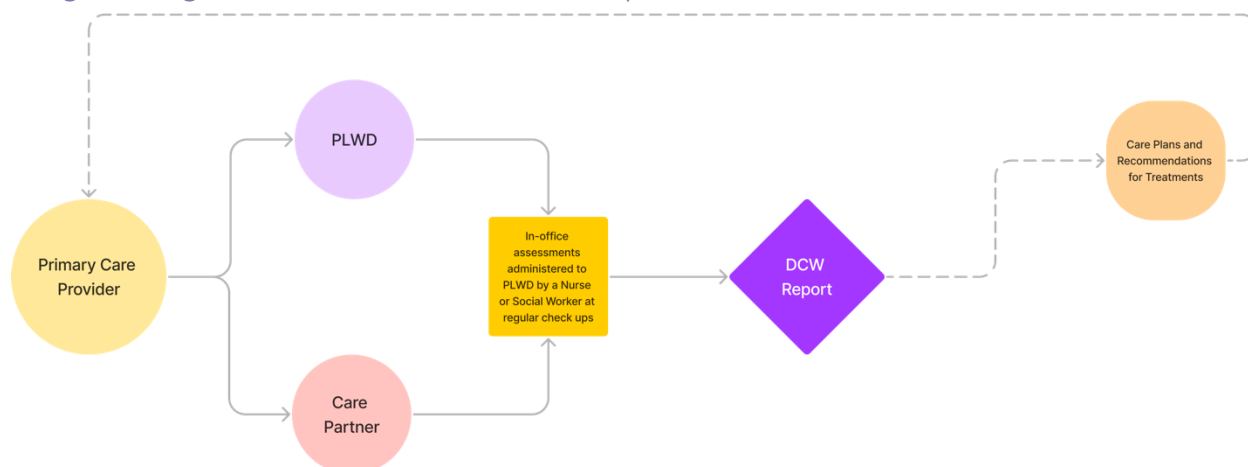 PLWD
Care Plans and
Recommendations
for Treatments
Primary Care
Provider
In-office
assessments
administered to
PLWD by a Nurse
or Social Worker at
regular check ups
DCW
Report
Care
Partner